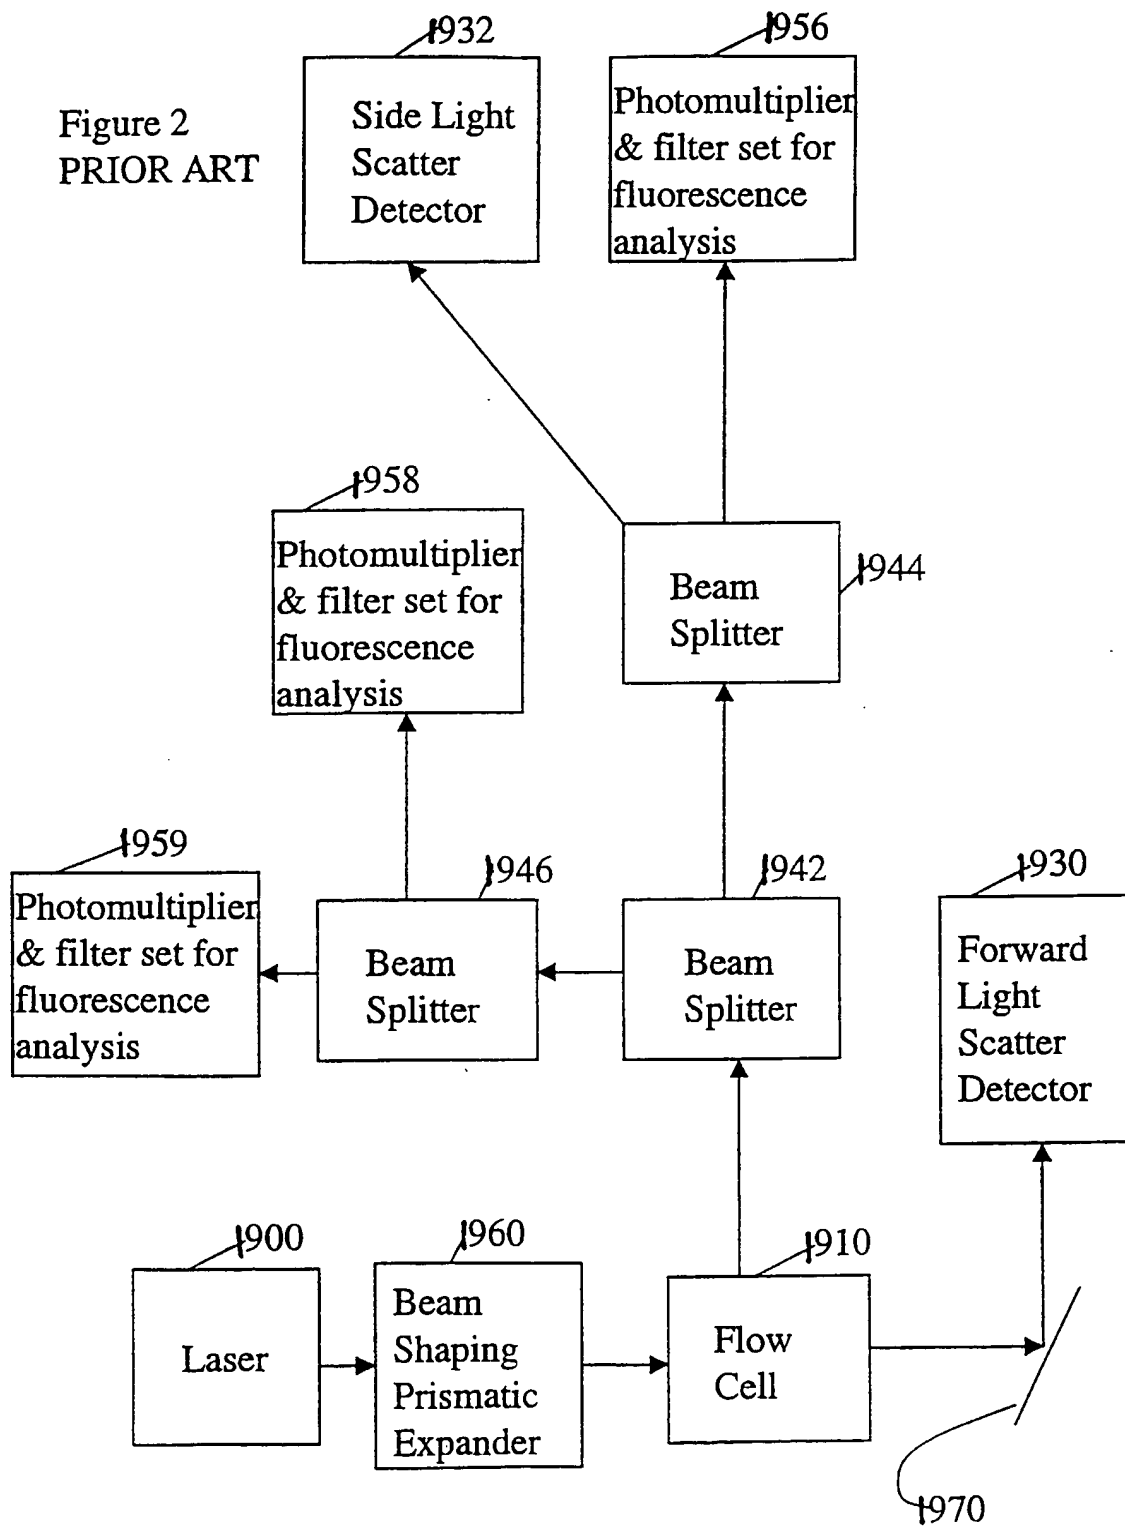 1932
1956
Figure 2
PRIOR ART
Side Light
Scatter
Detector
Photomultiplier
& filter set for
fluorescence
analysis
1958
Photomultiplier
& filter set for
fluorescence
analysis
1944
Beam
Splitter
1959
Photomultiplier
& filter set for
fluorescence
analysis
1946
Beam
Splitter
1942
Beam
Splitter
1930
Forward
Light
Scatter
Detector
1900
Laser
1960
Beam
Shaping
Prismatic
Expander
1910
Flow
Cell
1970